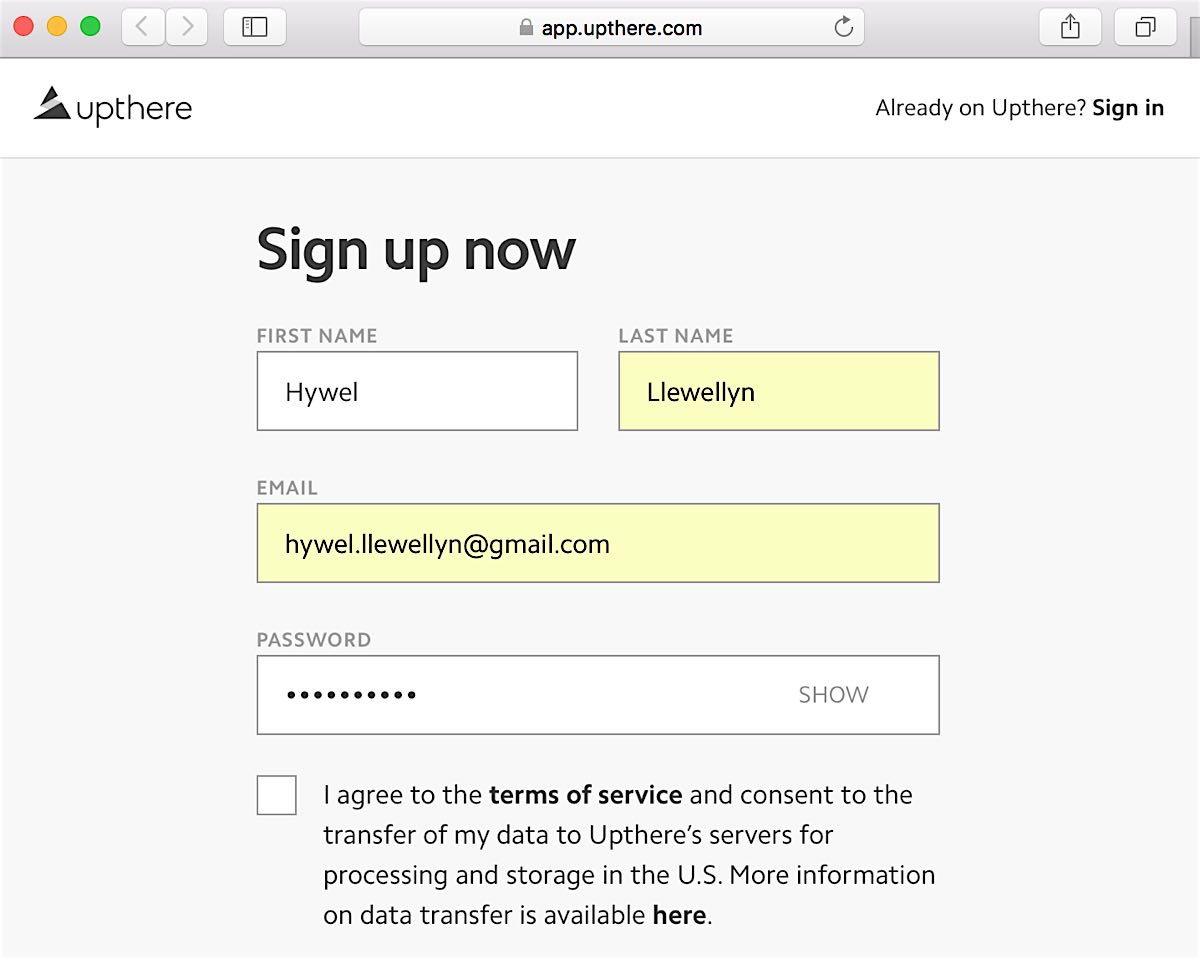 app.upthere.com
upthere
Already on Upthere? Sign in
Sign up now
FIRST NAME
LAST NAME
Hywel
Llewellyn
EMAIL
hywel.llewellyn@gmail.com
PASSWORD
••••••••••
SHOW
I agree to the terms of service and consent to the
transfer of my data to Upthere’s servers for
processing and storage in the U.S. More information
on data transfer is available here.